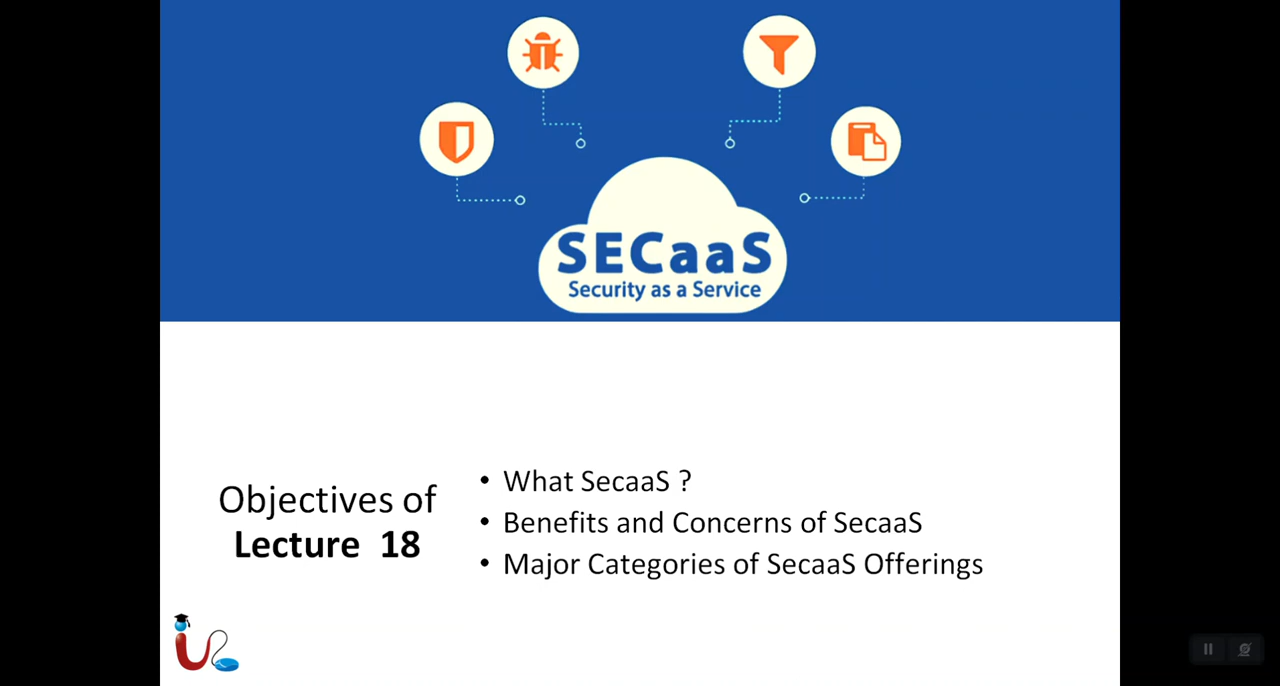 SECaaS
Security as a Service
Objectives of
Lecture 18
• What SecaaS ?
• Benefits and Concerns of SecaaS
• Major Categories of SecaaS Offerings